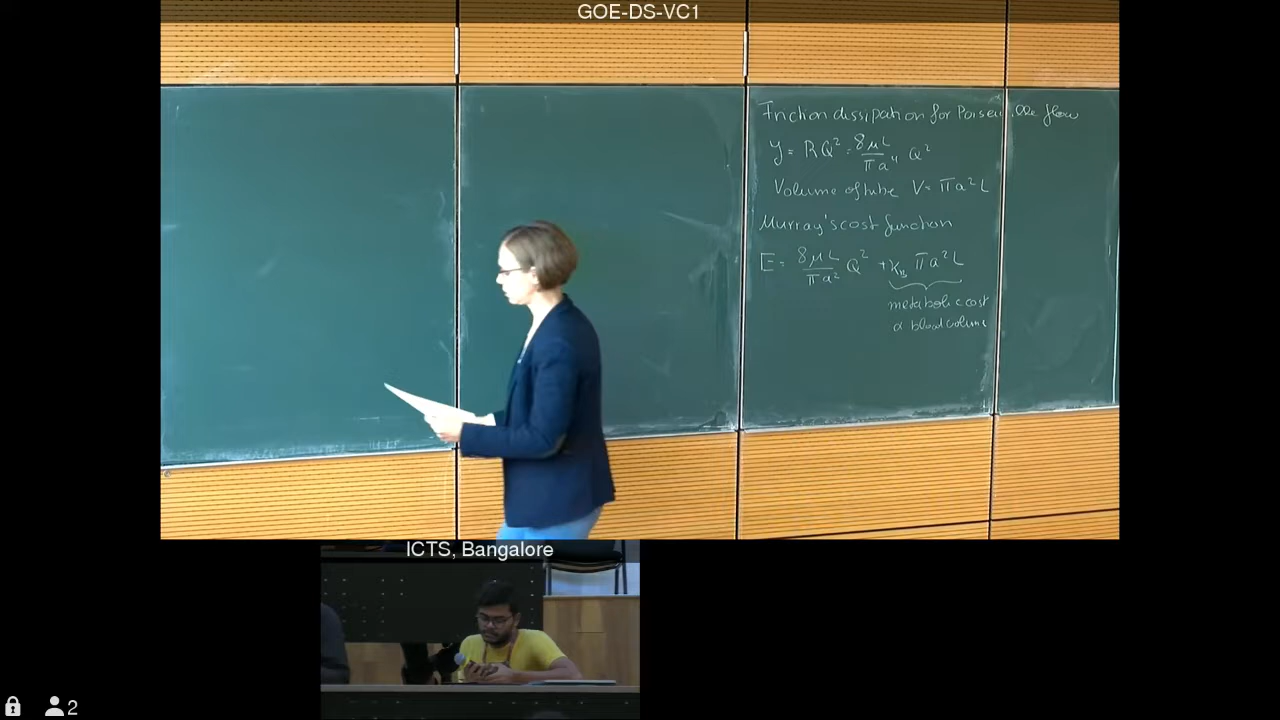 GOE-DS-VC1
Friction dissipation for Poiseuille flow
y = RQ² = 8μL/πa⁴ Q²
Volume of tube V = πa²L
Murray's cost function
E = 8μL/πa² Q² + k_b πa²L
metabolic cost
α blood volume
ICTS, Bangalore
2